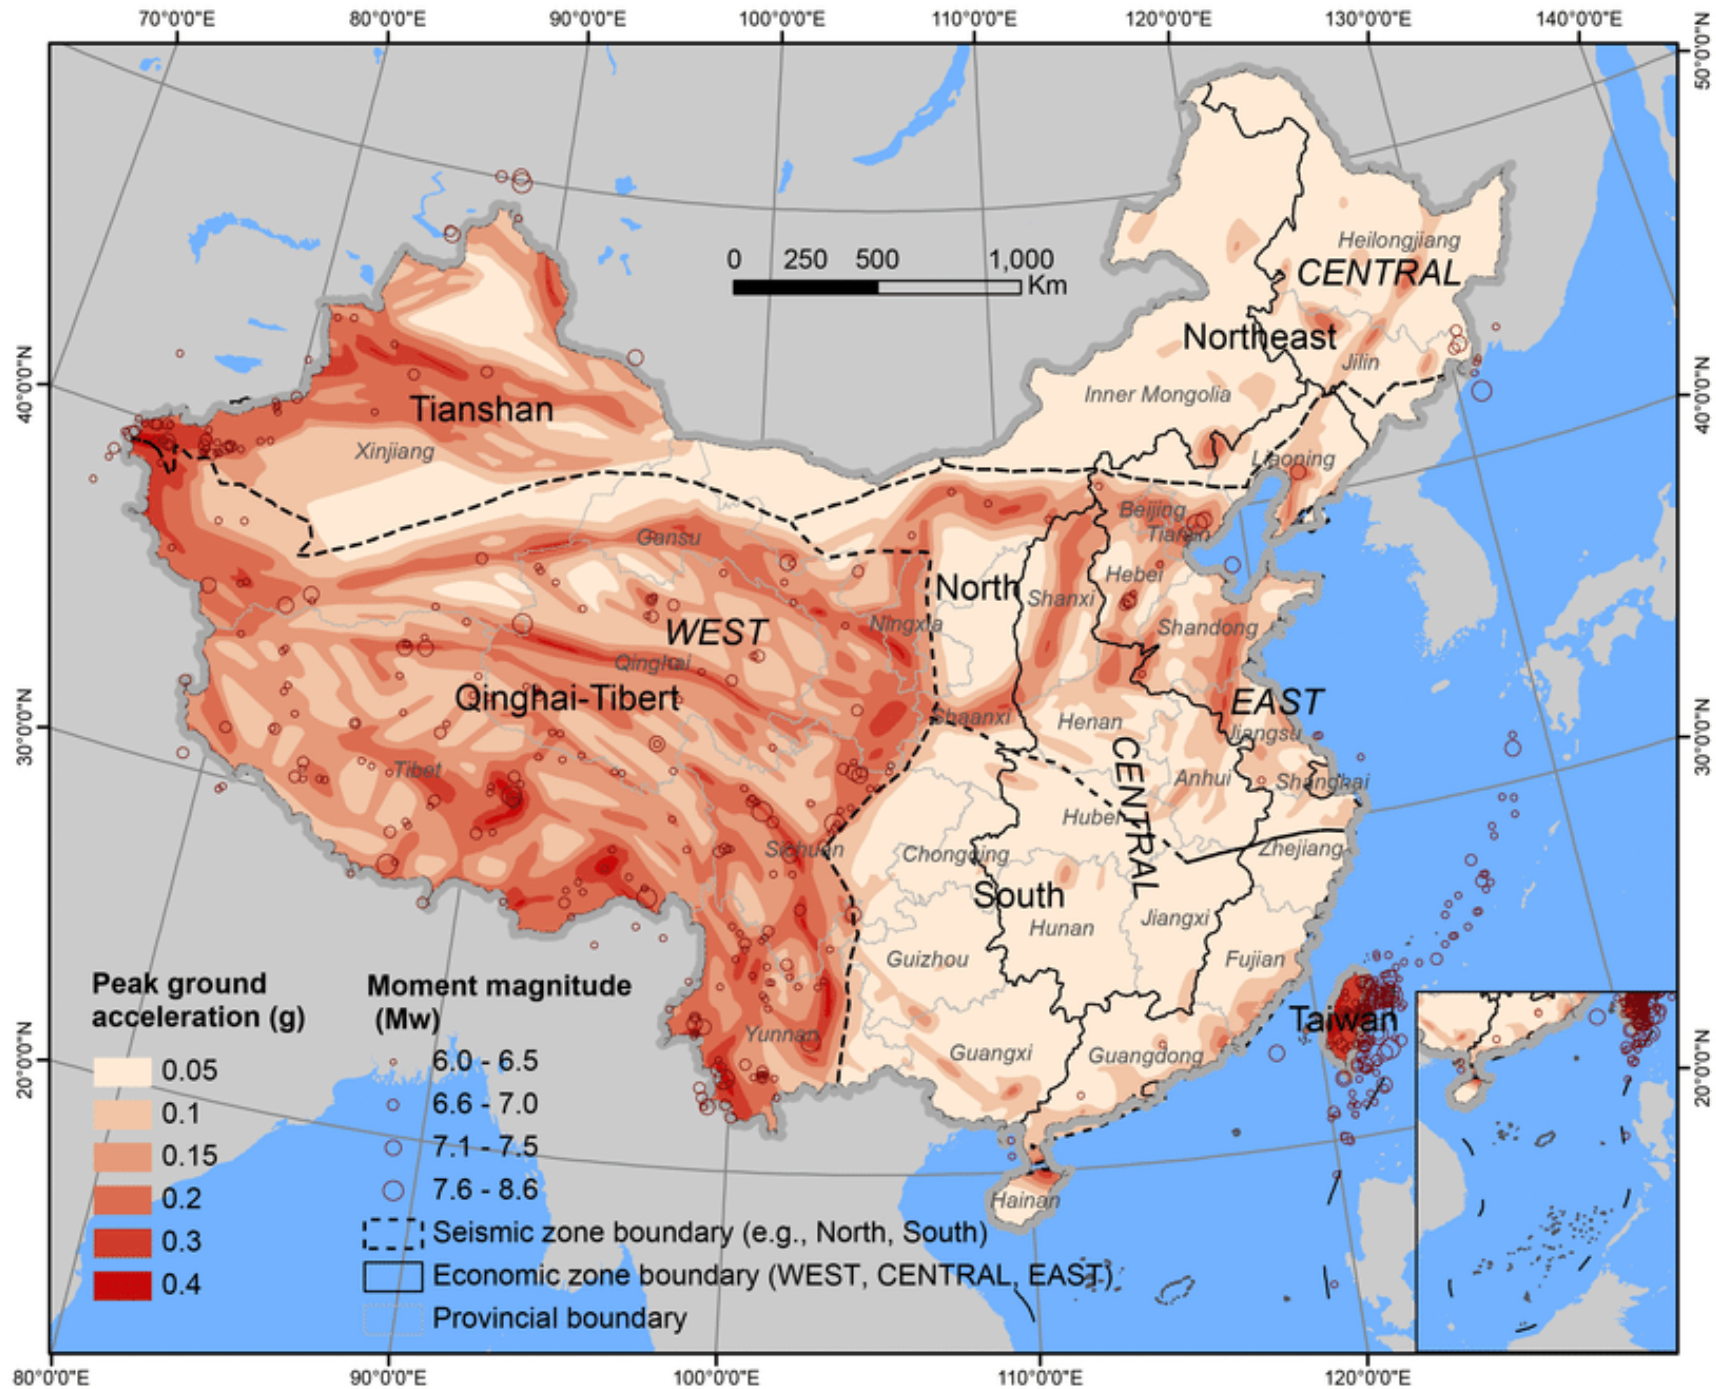 70°0'0"E 80°0'0"E 90°0'0"E 100°0'0"E 110°0'0"E 120°0'0"E 130°0'0"E 140°0'0"E
50°0'0"N
40°0'0"N
30°0'0"N
20°0'0"N
40°0'0"N
30°0'0"N
20°0'0"N
0 250 500 1,000
Km
Heilongjiang
CENTRAL
Northeast
Jilin
Inner Mongolia
Tianshan
Xinjiang
Liaoning
Beijing
Tianjin
Gansu
Hebei
North
Shanxi
WEST
Ningxia
Shandong
Qinghai
Qinghai-Tibert
EAST
Shaanxi
Henan
Jiangsu
CENTRAL
Tibet
Anhui
Shanghai
Hubei
Sichuan
Chongqing
Zhejiang
South
Hunan
Jiangxi
Guizhou
Fujian
Taiwan
Yunnan
Guangxi
Guangdong
Hainan
Peak ground
acceleration (g)
0.05
0.1
0.15
0.2
0.3
0.4
Moment magnitude
(Mw)
6.0 - 6.5
6.6 - 7.0
7.1 - 7.5
7.6 - 8.6
Seismic zone boundary (e.g., North, South)
Economic zone boundary (WEST, CENTRAL, EAST)
Provincial boundary
80°0'0"E 90°0'0"E 100°0'0"E 110°0'0"E 120°0'0"E